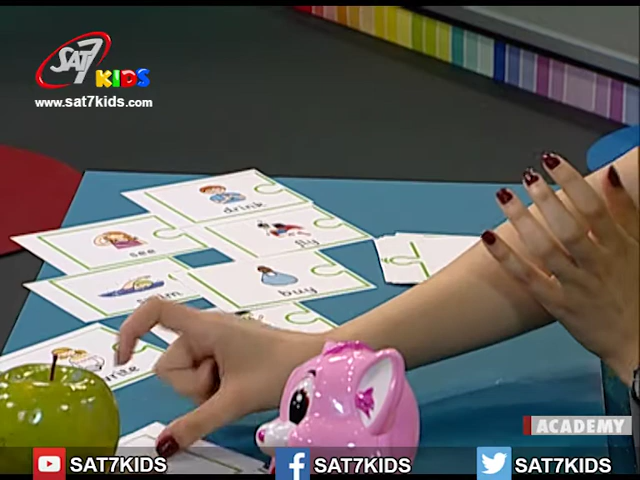 SAT7
KIDS
www.sat7kids.com
drink
see
fly
swim
buy
write
ACADEMY
SAT7KIDS
SAT7KIDS
SAT7KIDS